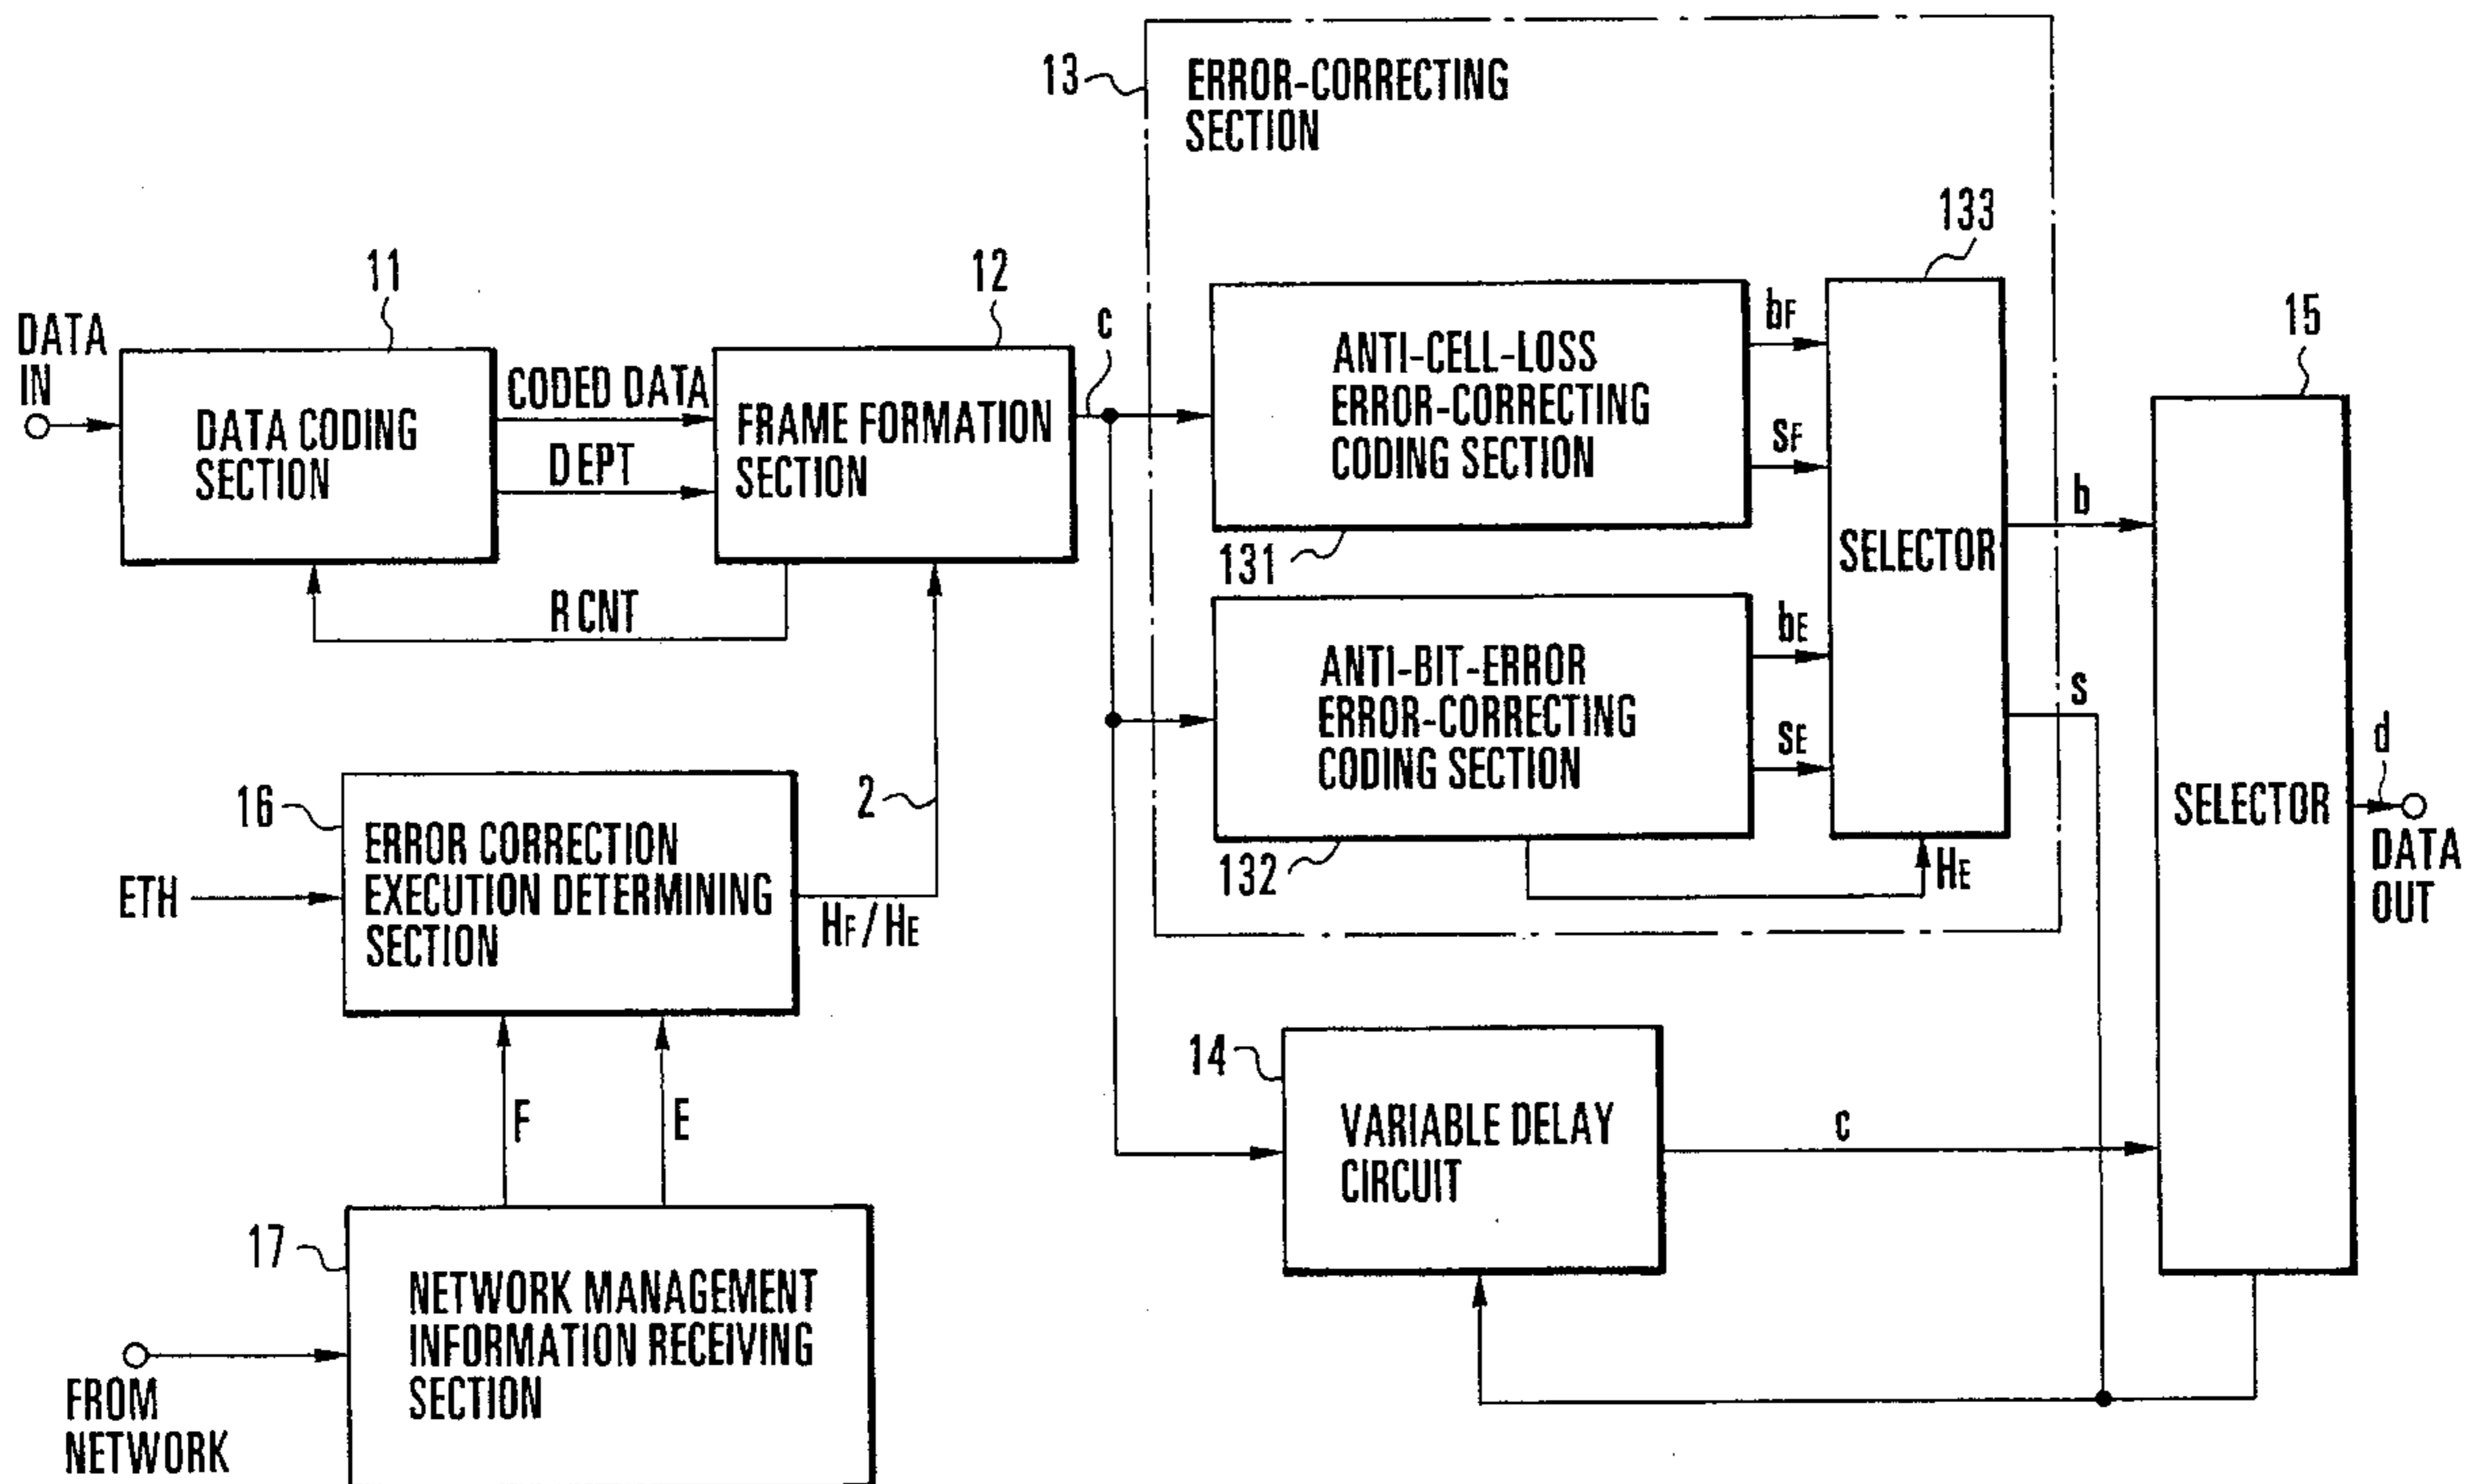 13
ERROR-CORRECTING
SECTION
133
11
12
c
bF
15
DATA
IN
CODED DATA
DATA CODING
SECTION
DEPT
FRAME FORMATION
SECTION
ANTI-CELL-LOSS
ERROR-CORRECTING
CODING SECTION
SF
b
131
SELECTOR
R CNT
bE
ANTI-BIT-ERROR
ERROR-CORRECTING
CODING SECTION
SE
s
d
16
2
SELECTOR
ERROR CORRECTION
EXECUTION DETERMINING
SECTION
132
HE
DATA
OUT
ETH
HF/HE
14
F
E
VARIABLE DELAY
CIRCUIT
c
17
NETWORK MANAGEMENT
INFORMATION RECEIVING
SECTION
FROM
NETWORK